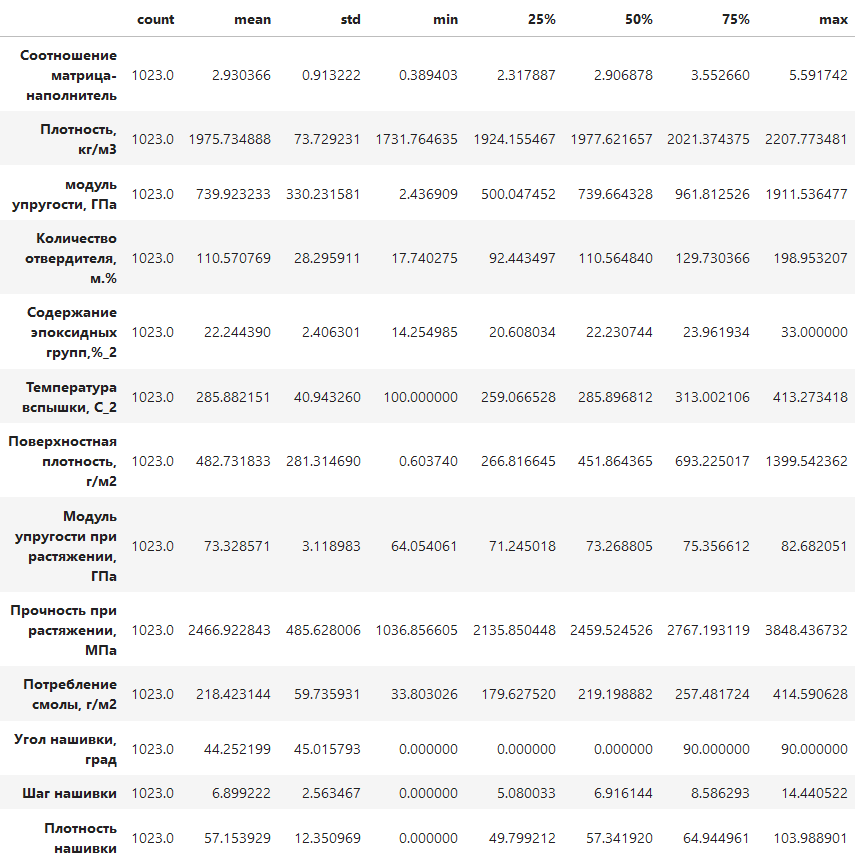 count mean std min 25% 50% 75% max
Соотношение
матрица-
наполнитель 1023.0 2.930366 0.913222 0.389403 2.317887 2.906878 3.552660 5.591742
Плотность,
кг/м3 1023.0 1975.734888 73.729231 1731.764635 1924.155467 1977.621657 2021.374375 2207.773481
модуль
упругости, ГПа 1023.0 739.923233 330.231581 2.436909 500.047452 739.664328 961.812526 1911.536477
Количество
отвердителя,
м.% 1023.0 110.570769 28.295911 17.740275 92.443497 110.564840 129.730366 198.953207
Содержание
эпоксидных
групп,%_2 1023.0 22.244390 2.406301 14.254985 20.608034 22.230744 23.961934 33.000000
Температура
вспышки, С_2 1023.0 285.882151 40.943260 100.000000 259.066528 285.896812 313.002106 413.273418
Поверхностная
плотность,
г/м2 1023.0 482.731833 281.314690 0.603740 266.816645 451.864365 693.225017 1399.542362
Модуль
упругости при
растяжении,
ГПа 1023.0 73.328571 3.118983 64.054061 71.245018 73.268805 75.356612 82.682051
Прочность при
растяжении,
МПа 1023.0 2466.922843 485.628006 1036.856605 2135.850448 2459.524526 2767.193119 3848.436732
Потребление
смолы, г/м2 1023.0 218.423144 59.735931 33.803026 179.627520 219.198882 257.481724 414.590628
Угол нашивки,
град 1023.0 44.252199 45.015793 0.000000 0.000000 0.000000 90.000000 90.000000
Шаг нашивки 1023.0 6.899222 2.563467 0.000000 5.080033 6.916144 8.586293 14.440522
Плотность
нашивки 1023.0 57.153929 12.350969 0.000000 49.799212 57.341920 64.944961 103.988901